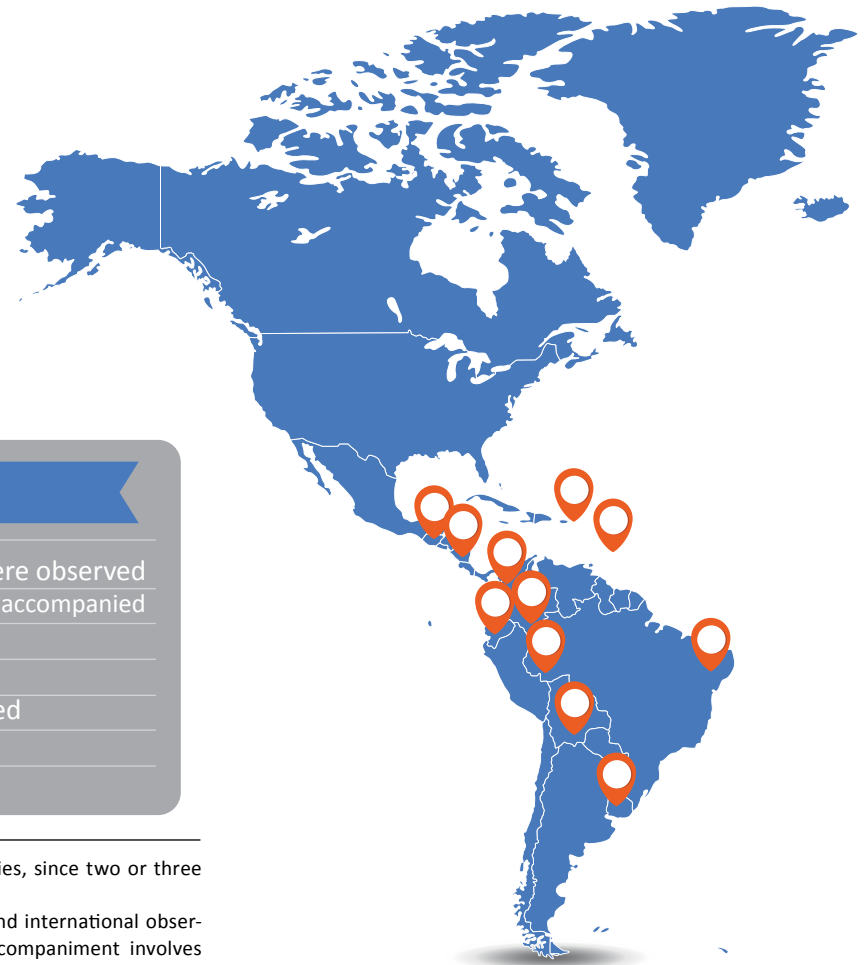 ere observed
accompanied
ed
ies, since two or three
nd international obser-
companiment involves